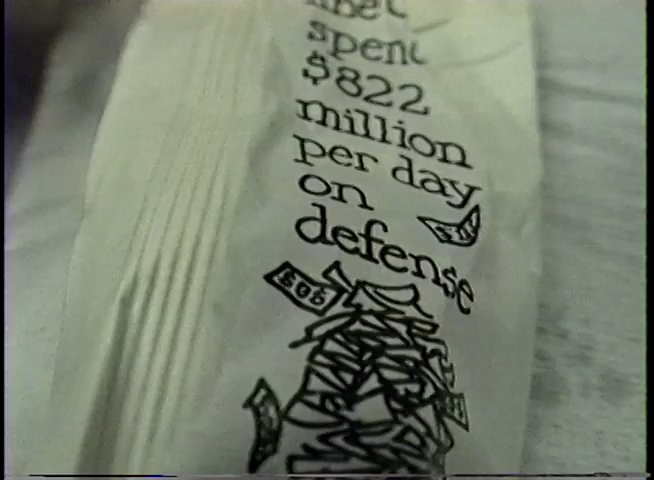 spent
$822
million
per day
on
defense